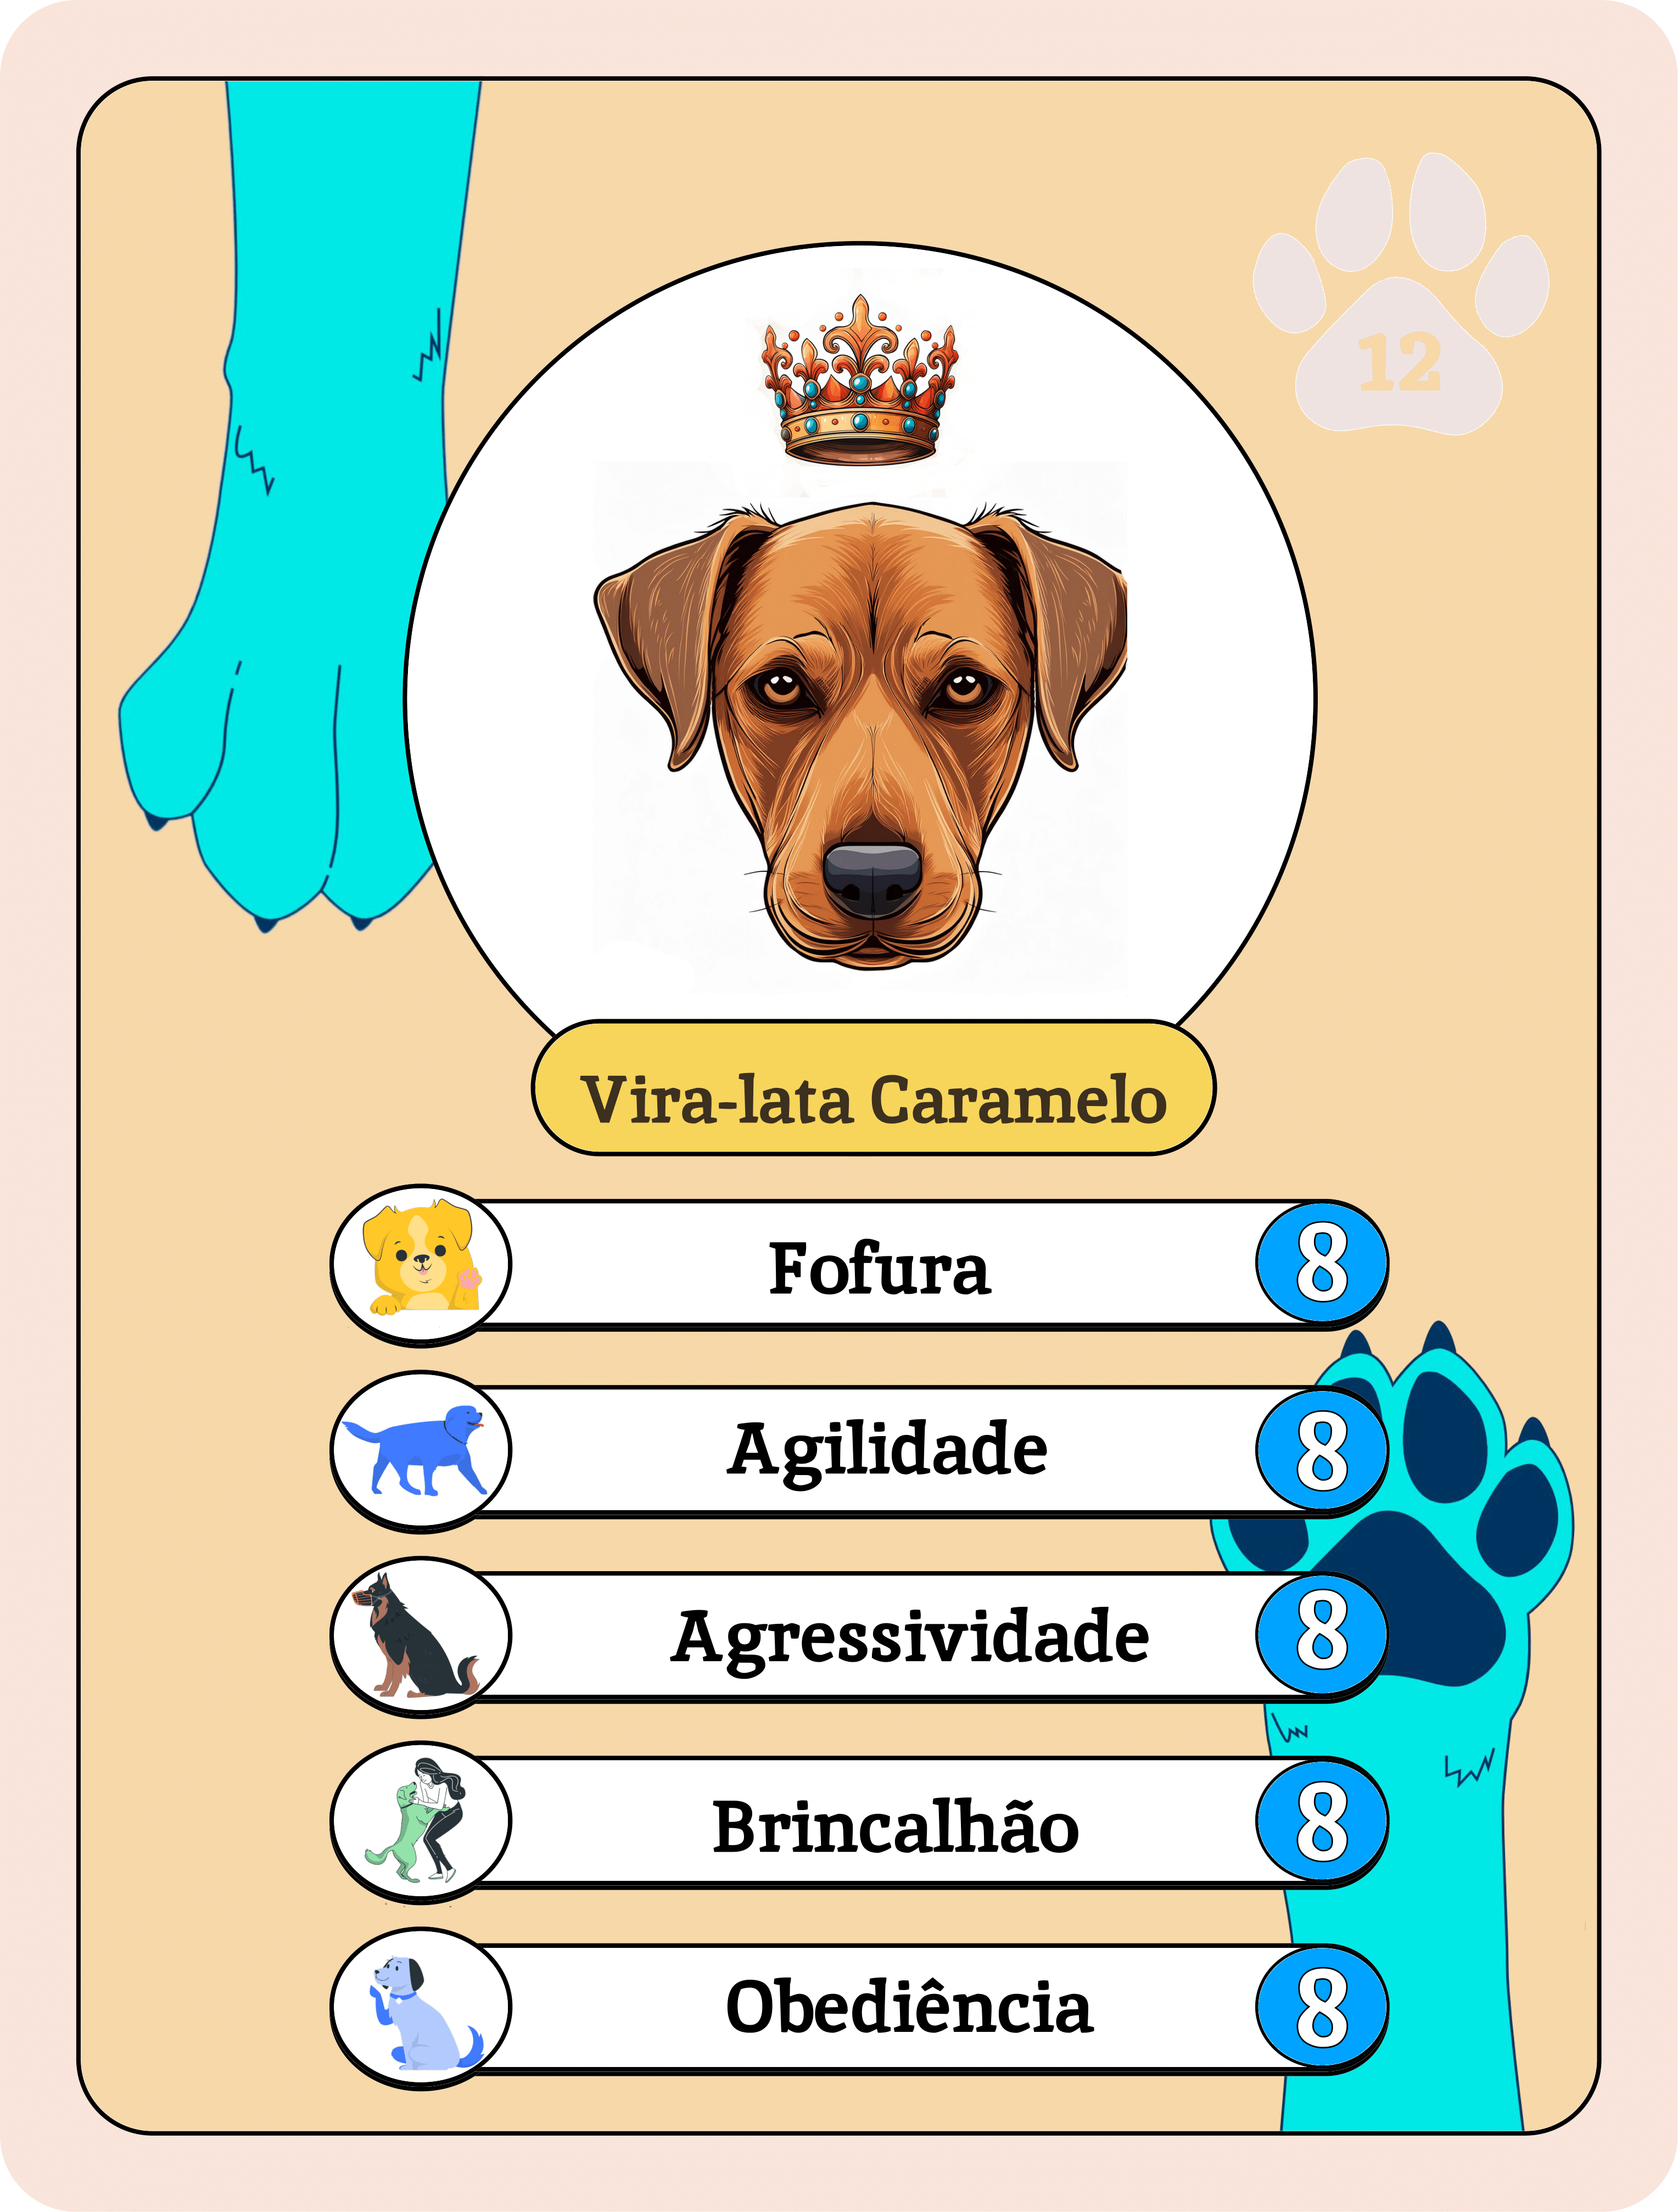 12
Vira-lata Caramelo
Fofura 8
Agilidade 8
Agressividade 8
Brincalhão 8
Obediência 8